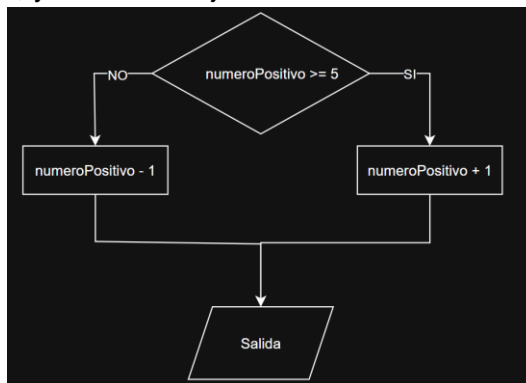 numeroPositivo >= 5
NO
SI
numeroPositivo - 1
numeroPositivo + 1
Salida